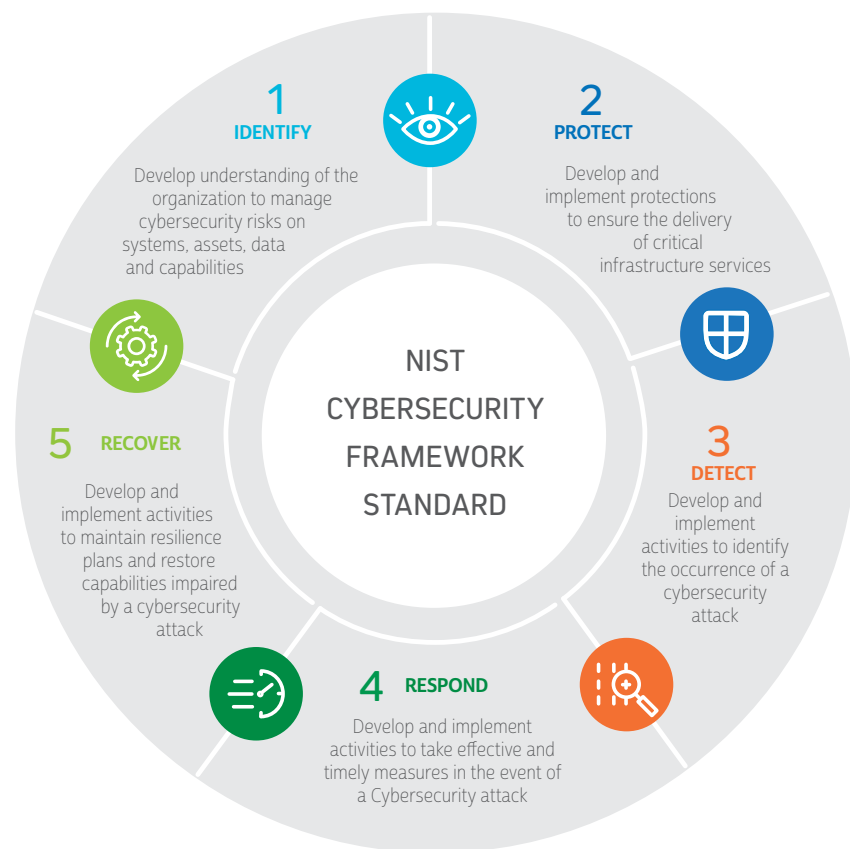 1
IDENTIFY
Develop understanding of the
organization to manage
cybersecurity risks on
systems, assets, data
and capabilities
2
PROTECT
Develop and
implement protections
to ensure the delivery
of critical
infrastructure services
3
DETECT
Develop and
implement
activities to identify
the occurrence of a
cybersecurity
attack
4 RESPOND
Develop and implement
activities to take effective and
timely measures in the event of
a Cybersecurity attack
5 RECOVER
Develop and
implement activities
to maintain resilience
plans and restore
capabilities impaired
by a cybersecurity
attack
NIST
CYBERSECURITY
FRAMEWORK
STANDARD